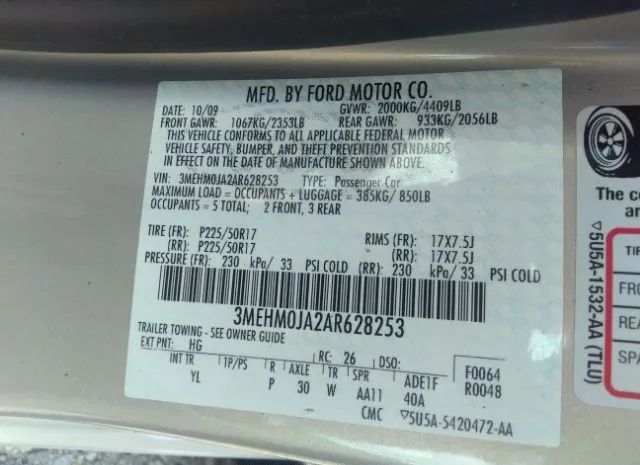 MFD. BY FORD MOTOR CO.
DATE: 10/09 GVWR: 2000KG/4409LB
FRONT GAWR: 1067KG/2353LB REAR GAWR: 933KG/2056LB
THIS VEHICLE CONFORMS TO ALL APPLICABLE FEDERAL MOTOR
VEHICLE SAFETY, BUMPER, AND THEFT PREVENTION STANDARDS
IN EFFECT ON THE DATE OF MANUFACTURE SHOWN ABOVE.
VIN: 3MEHM0JA2AR628253 TYPE: Passenger Car
MAXIMUM LOAD = OCCUPANTS + LUGGAGE = 385KG/ 850LB
OCCUPANTS = 5 TOTAL; 2 FRONT, 3 REAR
TIRE (FR): P225/50R17 RIMS (FR): 17X7.5J
(RR): P225/50R17 (RR): 17X7.5J
PRESSURE (FR): 230 kPa/ 33 PSI COLD (RR): 230 kPa/ 33 PSI COLD
3MEHM0JA2AR628253
TRAILER TOWING - SEE OWNER GUIDE
EXT PNT: HG RC: 26 DSO: F0064
INT TR TP/PS R AXLE TR SPR ADE1F R0048
YL P 30 W AA11 40A
CMC ▽5U5A-5420472-AA
The co
an
TIR
FRO
REA
SPA
▽5U5A-1532-AA (TLU)